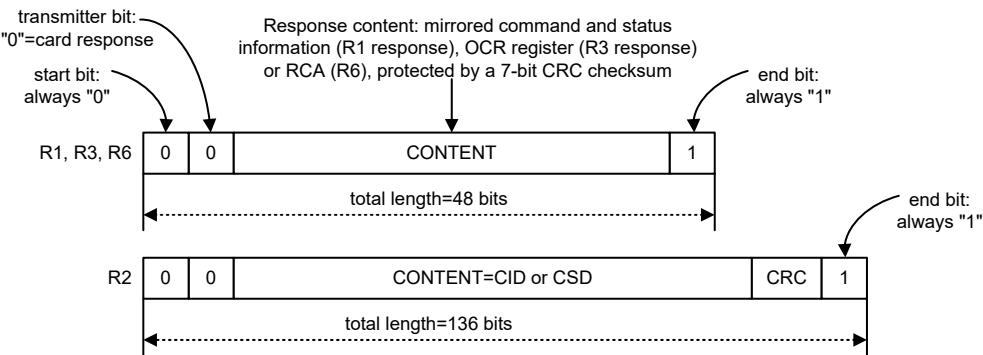 transmitter bit:
"0"=card response
Response content: mirrored command and status
information (R1 response), OCR register (R3 response)
or RCA (R6), protected by a 7-bit CRC checksum
start bit:
always "0"
end bit:
always "1"
R1, R3, R6 0 0 CONTENT 1
total length=48 bits
end bit:
always "1"
R2 0 0 CONTENT=CID or CSD CRC 1
total length=136 bits